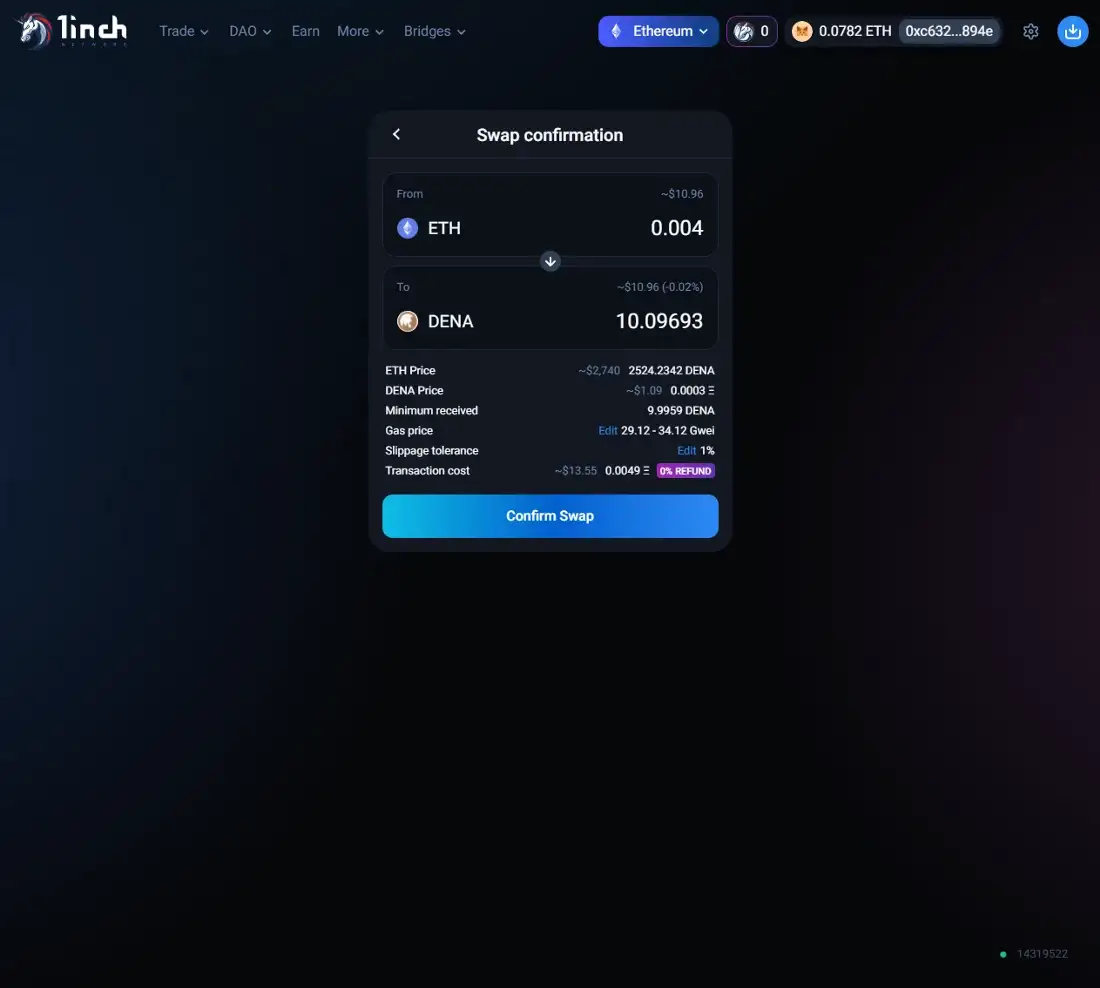 1inch Trade DAO Earn More Bridges Ethereum 0 0.0782 ETH 0xc632...894e
NETWORK
Swap confirmation
From ~$10.96
ETH 0.004
To ~$10.96 (-0.02%)
DENA 10.09693
ETH Price ~$2,740 2524.2342 DENA
DENA Price ~$1.09 0.0003 Ξ
Minimum received 9.9959 DENA
Gas price Edit 29.12 - 34.12 Gwei
Slippage tolerance Edit 1%
Transaction cost ~$13.55 0.0049 Ξ 0% REFUND
Confirm Swap
14319522